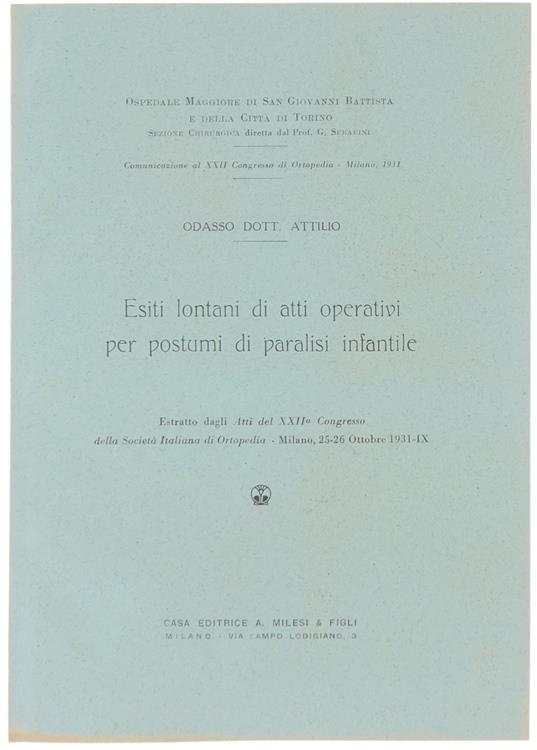 OSPEDALE MAGGIORE DI SAN GIOVANNI BATTISTA
E DELLA CITTÀ DI TORINO
SEZIONE CHIRURGICA diretta dal Prof. G. SERAFINI
Comunicazione al XXII Congresso di Ortopedia - Milano, 1931
ODASSO DOTT. ATTILIO
Esiti lontani di atti operativi
per postumi di paralisi infantile
Estratto dagli Atti del XXIIº Congresso
della Società Italiana di Ortopedia - Milano, 25-26 Ottobre 1931-IX
CASA EDITRICE A. MILESI & FIGLI
MILANO - VIA CAMPO LODIGIANO, 3